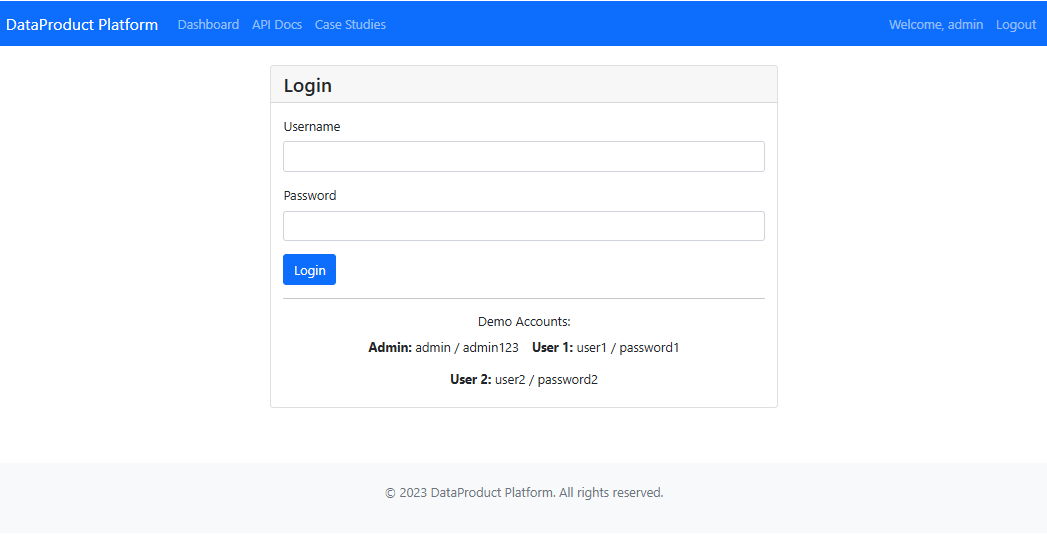 DataProduct Platform Dashboard API Docs Case Studies Welcome, admin Logout
Login
Username
Password
Login
Demo Accounts:
Admin: admin / admin123 User 1: user1 / password1
User 2: user2 / password2
© 2023 DataProduct Platform. All rights reserved.